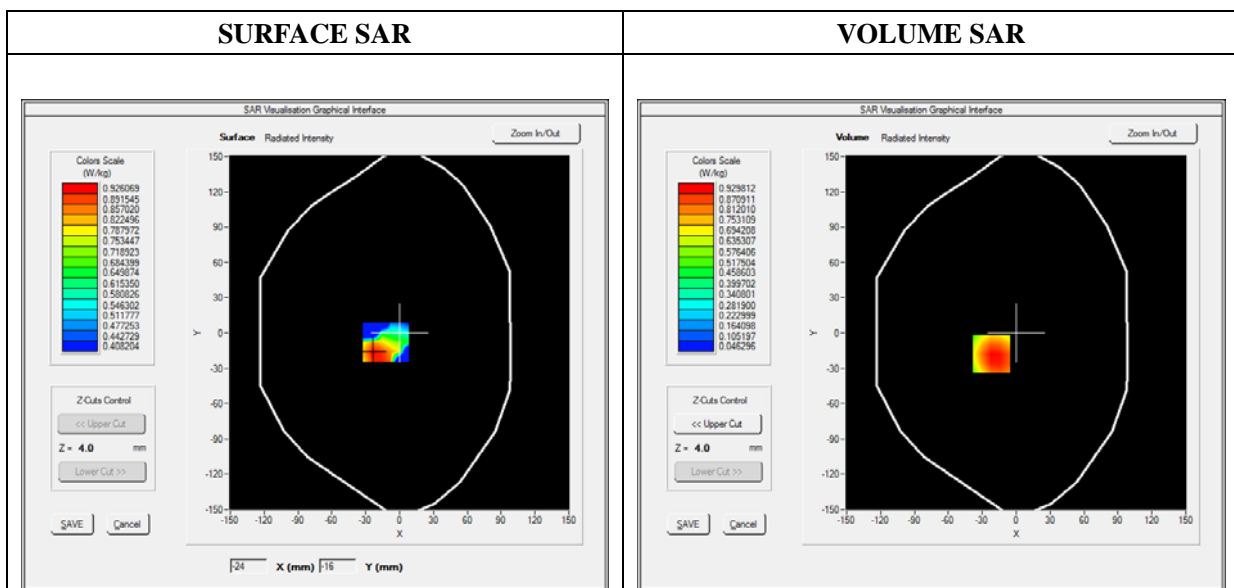 SURFACE SAR
VOLUME SAR
SAR Visualisation Graphical Interface
Surface Radiated Intensity
Zoom In/Out
Colors Scale
(W/kg)
0.926069
0.891545
0.857020
0.822496
0.787972
0.753447
0.718923
0.684399
0.649874
0.615350
0.580826
0.546302
0.511777
0.477253
0.442729
0.408204
Z-Cuts Control
<< Upper Cut
Z = 4.0 mm
Lower Cut >>
SAVE
Cancel
150
120
90
60
30
0
-30
-60
-90
-120
-150
Y
-150 -120 -90 -60 -30 0 30 60 90 120 150
X
-24 X (mm) -16 Y (mm)
SAR Visualisation Graphical Interface
Volume Radiated Intensity
Zoom In/Out
Colors Scale
(W/kg)
0.929812
0.870911
0.812010
0.753109
0.694208
0.635307
0.576406
0.517504
0.458603
0.399702
0.340801
0.281900
0.222999
0.164098
0.105197
0.046296
Z-Cuts Control
<< Upper Cut
Z = 4.0 mm
Lower Cut >>
SAVE
Cancel
150
120
90
60
30
0
-30
-60
-90
-120
-150
Y
-150 -120 -90 -60 -30 0 30 60 90 120 150
X